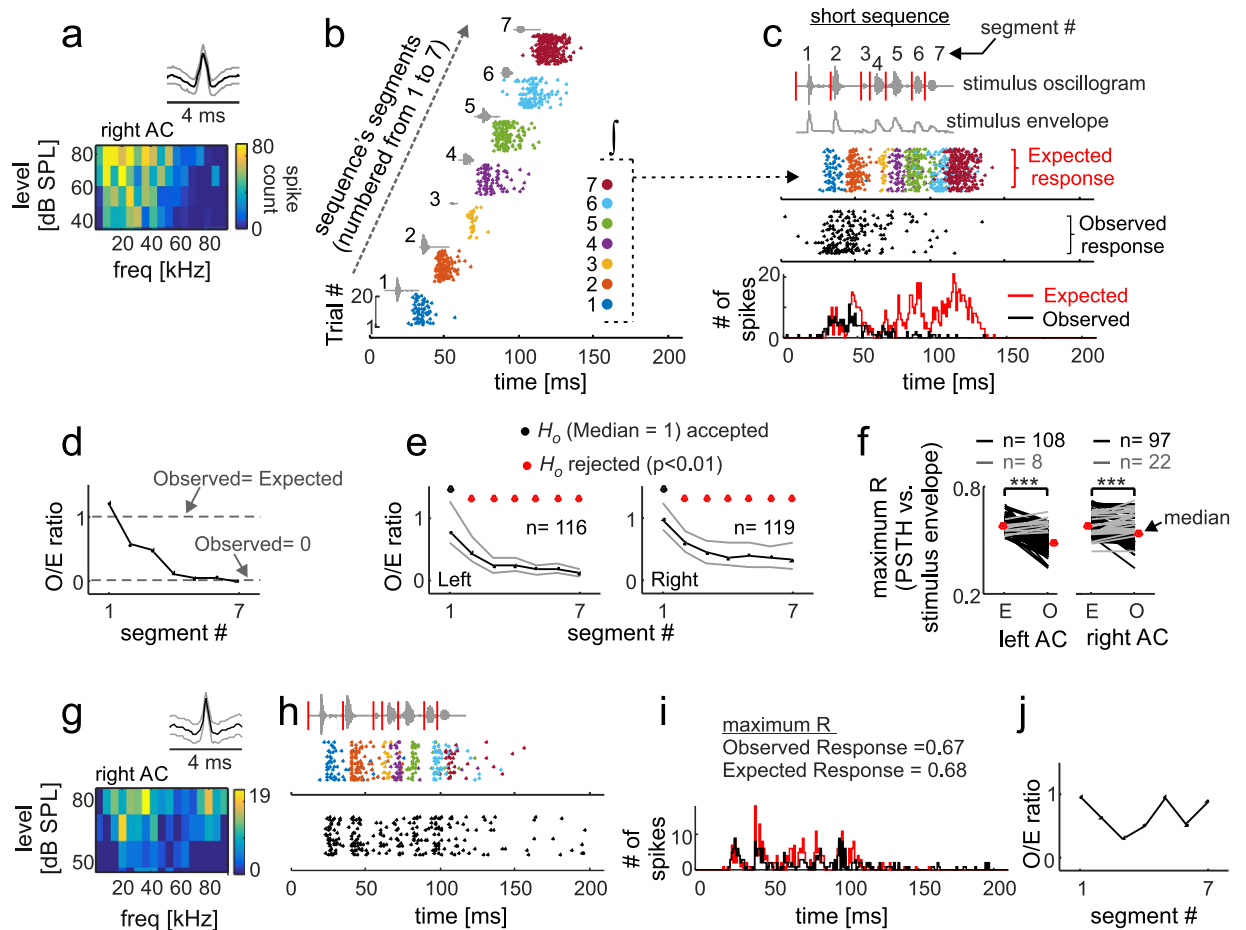 a
4 ms
right AC
level
[dB SPL]
80
60
40
20 40 60 80
freq [kHz]
80
0
spike
count
b
sequence's segments
(numbered from 1 to 7)
7
6
5
4
3
2
1
Trial #
20
1
∫
7
6
5
4
3
2
1
0 50 100 150 200
time [ms]
c
short sequence
segment #
1 2 3 4 5 6 7
stimulus oscillogram
stimulus envelope
Expected
response
Observed
response
# of
spikes
20
0
Expected
Observed
0 50 100 150 200
time [ms]
d
Observed= Expected
Observed= 0
O/E ratio
1
0
1 7
segment #
e
Ho (Median = 1) accepted
Ho rejected (p<0.01)
O/E ratio
1
0
n= 116
Left
1 7
1
0
n= 119
Right
1 7
segment #
f
n= 108
n= 8
n= 97
n= 22
*** ***
maximum R
(PSTH vs.
stimulus envelope)
0.8
0.2
median
E O E O
left AC right AC
g
4 ms
right AC
level
[dB SPL]
80
50
20 40 60 80
freq [kHz]
19
0
h
0 50 100 150 200
time [ms]
i
maximum R
Observed Response =0.67
Expected Response = 0.68
# of
spikes
10
0
0 50 100 150 200
time [ms]
j
O/E ratio
1
0
1 7
segment #